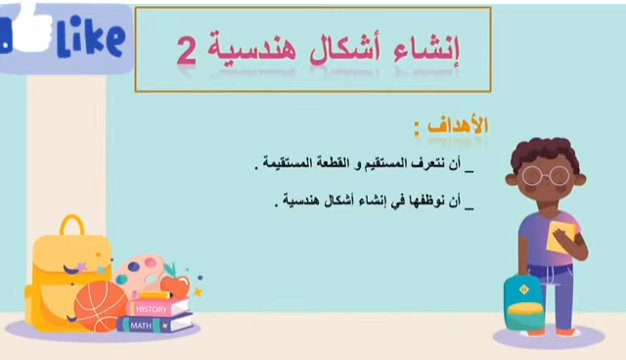 like
إنشاء أشكال هندسية 2
الأهداف :
_ أن نتعرف المستقيم و القطعة المستقيمة .
_ أن نوظفها في إنشاء أشكال هندسية .
HISTORY
MATH